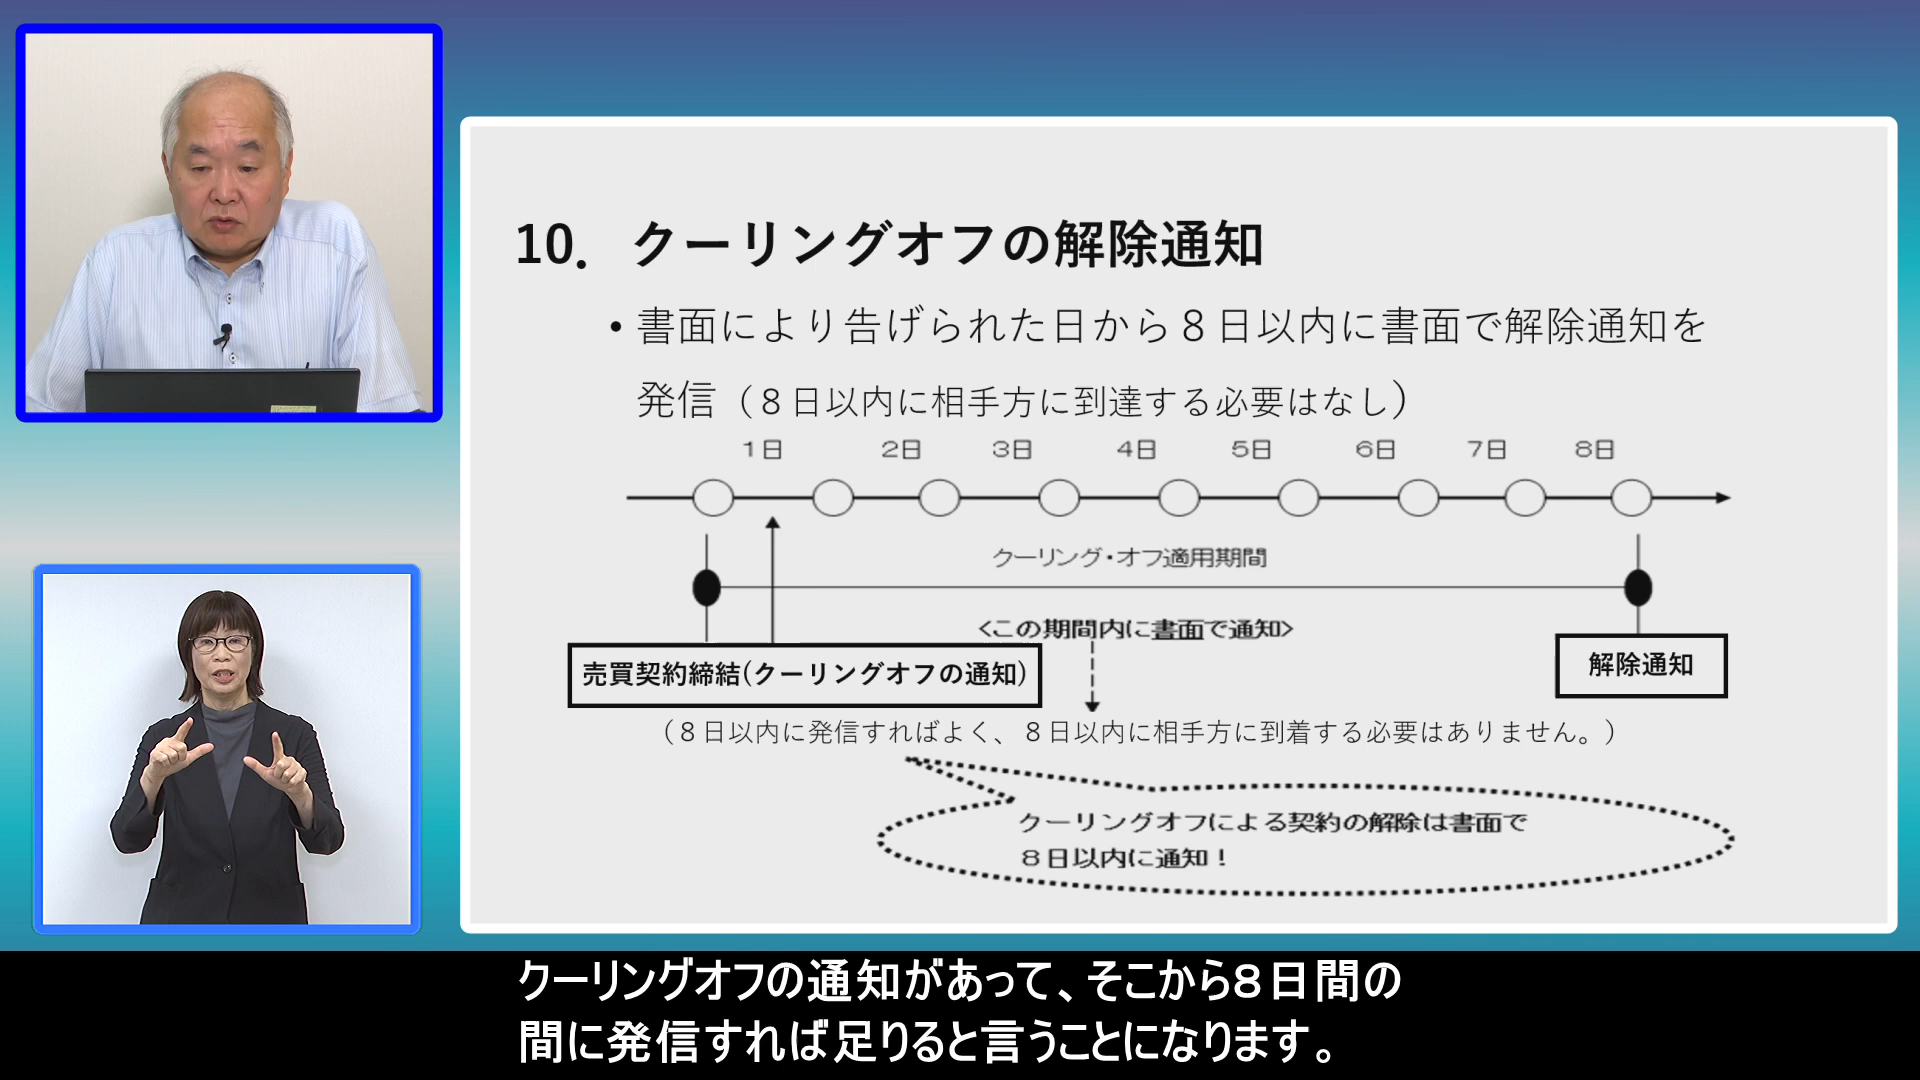 10. クーリングオフの解除通知
• 書面により告げられた日から８日以内に書面で解除通知を
発信（８日以内に相手方に到達する必要はなし）
1日 2日 3日 4日 5日 6日 7日 8日
クーリング・オフ適用期間
<この期間内に書面で通知>
売買契約締結(クーリングオフの通知)
解除通知
（８日以内に発信すればよく、８日以内に相手方に到着する必要はありません。）
クーリングオフによる契約の解除は書面で
８日以内に通知！
クーリングオフの通知があって、そこから８日間の
間に発信すれば足りると言うことになります。